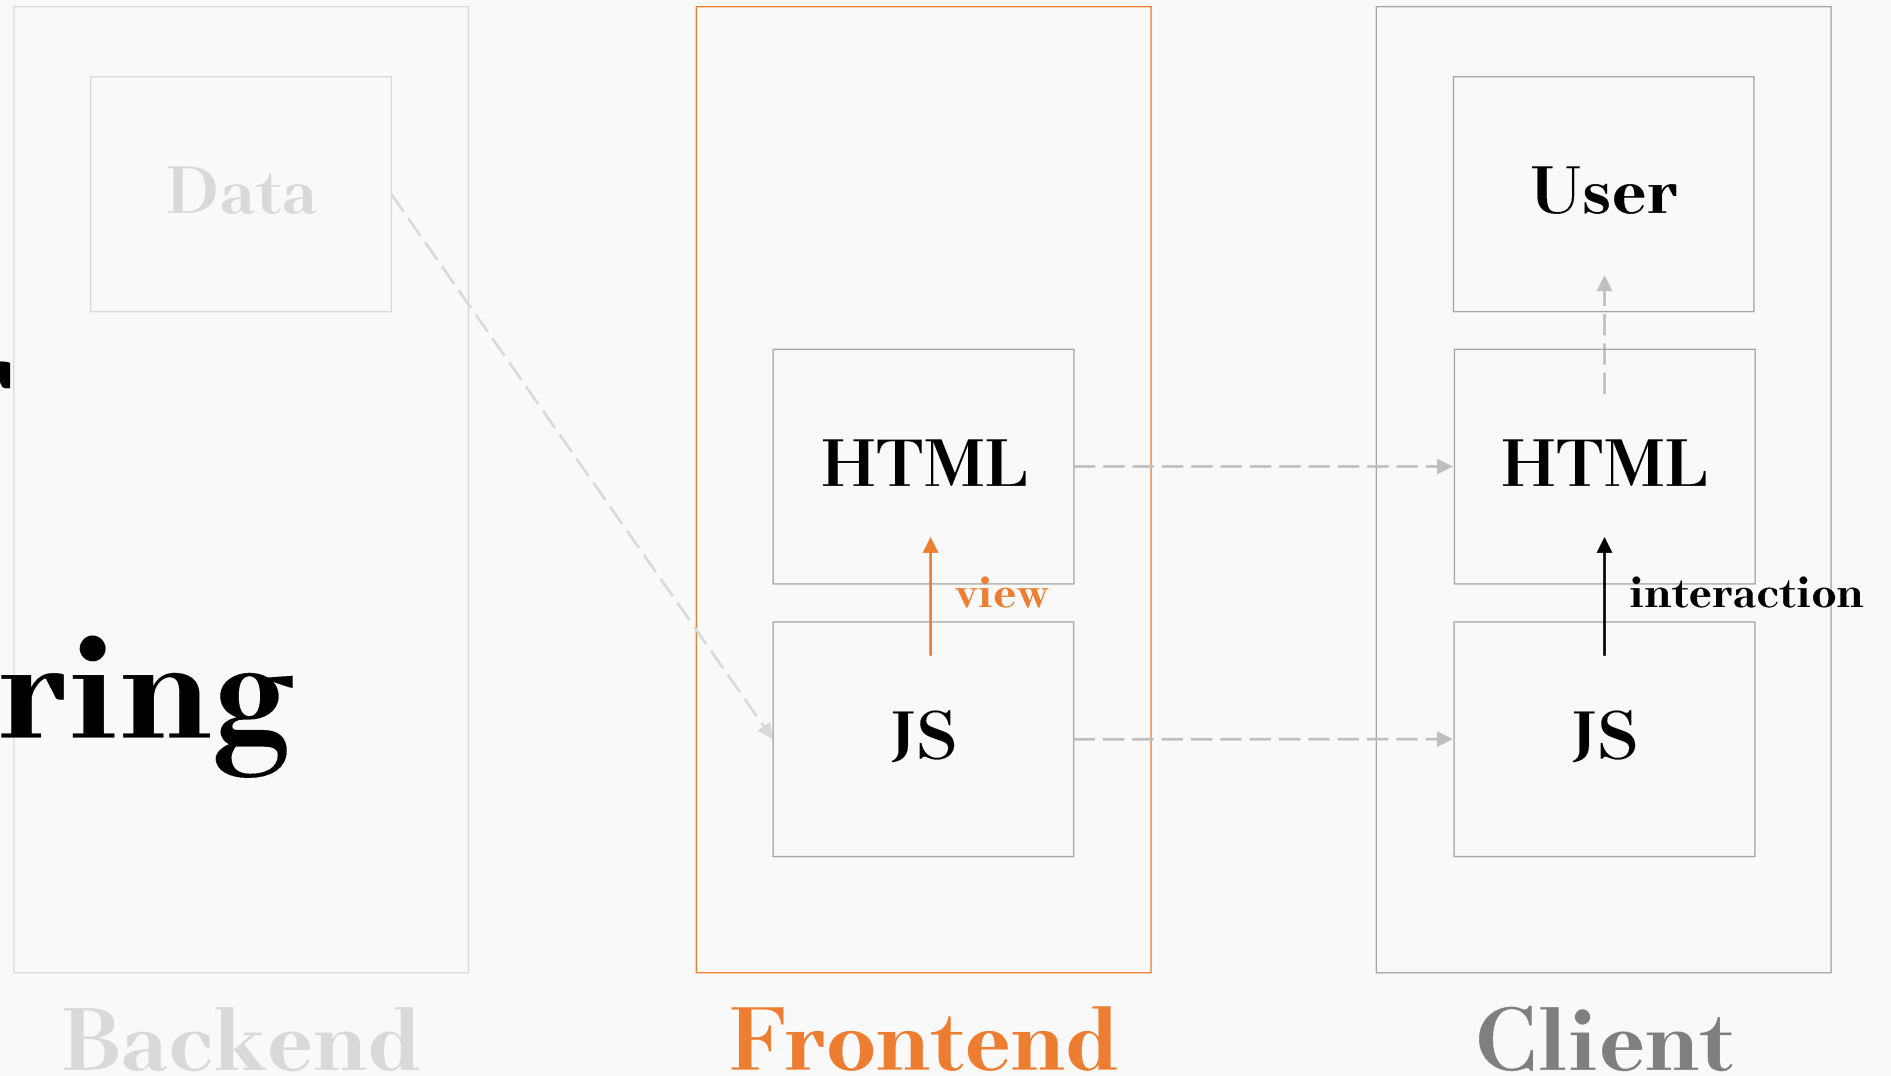 Data
User
HTML
HTML
view
interaction
ring
JS
JS
Backend
Frontend
Client